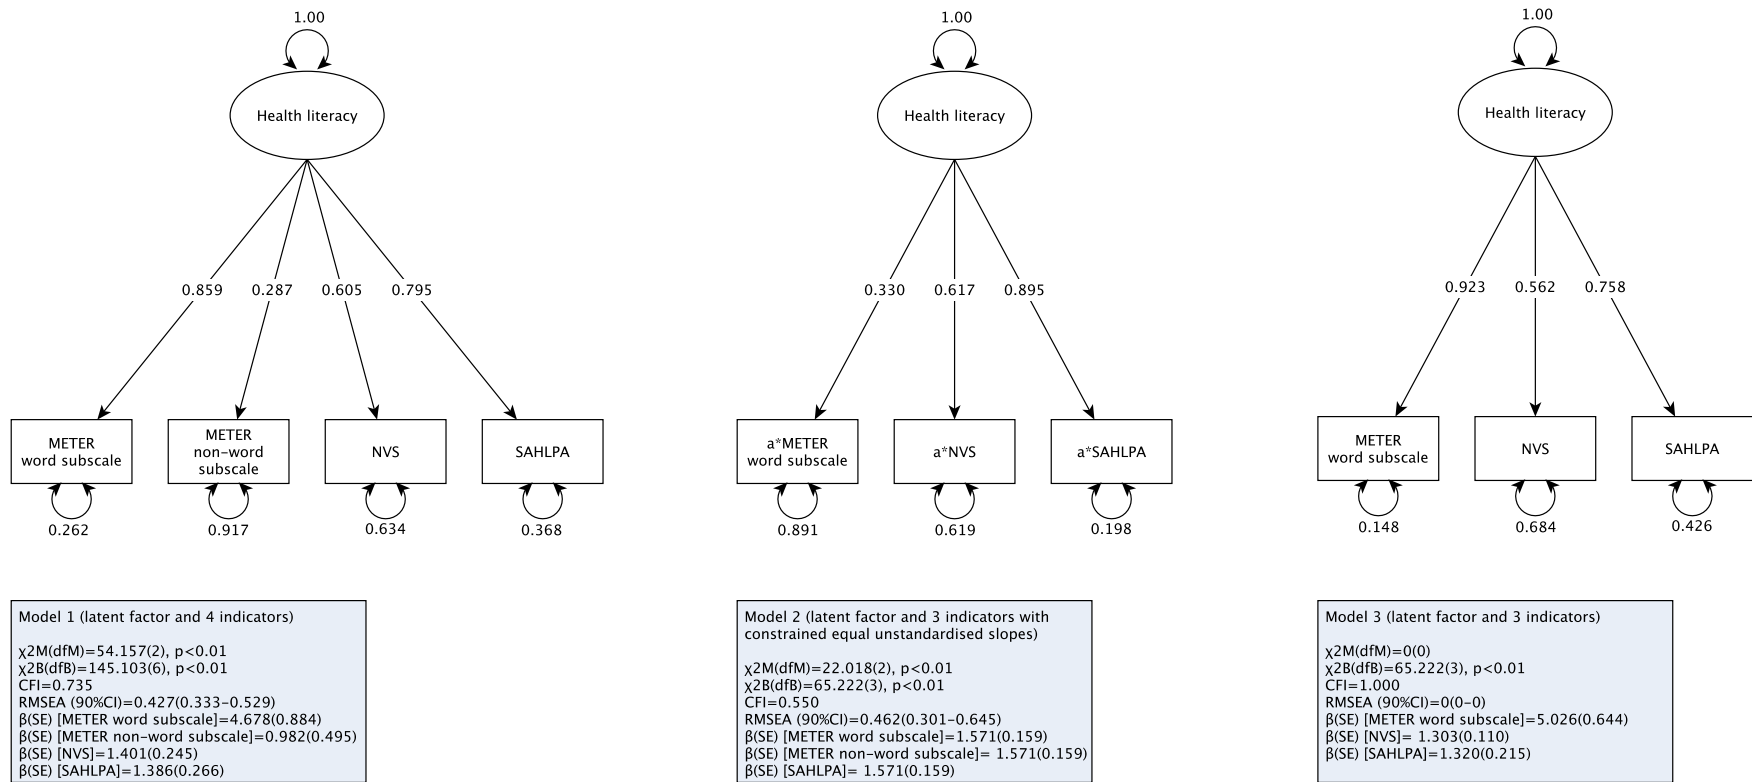 1.00
Health literacy
0.859
0.287
0.605
0.795
METER
word subscale
METER
non-word
subscale
NVS
SAHLPA
0.262
0.917
0.634
0.368
Model 1 (latent factor and 4 indicators)
χ2M(dfM)=54.157(2), p<0.01
χ2B(dfB)=145.103(6), p<0.01
CFI=0.735
RMSEA (90%CI)=0.427(0.333-0.529)
β(SE) [METER word subscale]=4.678(0.884)
β(SE) [METER non-word subscale]=0.982(0.495)
β(SE) [NVS]=1.401(0.245)
β(SE) [SAHLPA]=1.386(0.266)
1.00
Health literacy
0.330
0.617
0.895
a*METER
word subscale
a*NVS
a*SAHLPA
0.891
0.619
0.198
Model 2 (latent factor and 3 indicators with
constrained equal unstandardised slopes)
χ2M(dfM)=22.018(2), p<0.01
χ2B(dfB)=65.222(3), p<0.01
CFI=0.550
RMSEA (90%CI)=0.462(0.301-0.645)
β(SE) [METER word subscale]=1.571(0.159)
β(SE) [METER non-word subscale]= 1.571(0.159)
β(SE) [SAHLPA]= 1.571(0.159)
1.00
Health literacy
0.923
0.562
0.758
METER
word subscale
NVS
SAHLPA
0.148
0.684
0.426
Model 3 (latent factor and 3 indicators)
χ2M(dfM)=0(0)
χ2B(dfB)=65.222(3), p<0.01
CFI=1.000
RMSEA (90%CI)=0(0-0)
β(SE) [METER word subscale]=5.026(0.644)
β(SE) [NVS]= 1.303(0.110)
β(SE) [SAHLPA]=1.320(0.215)